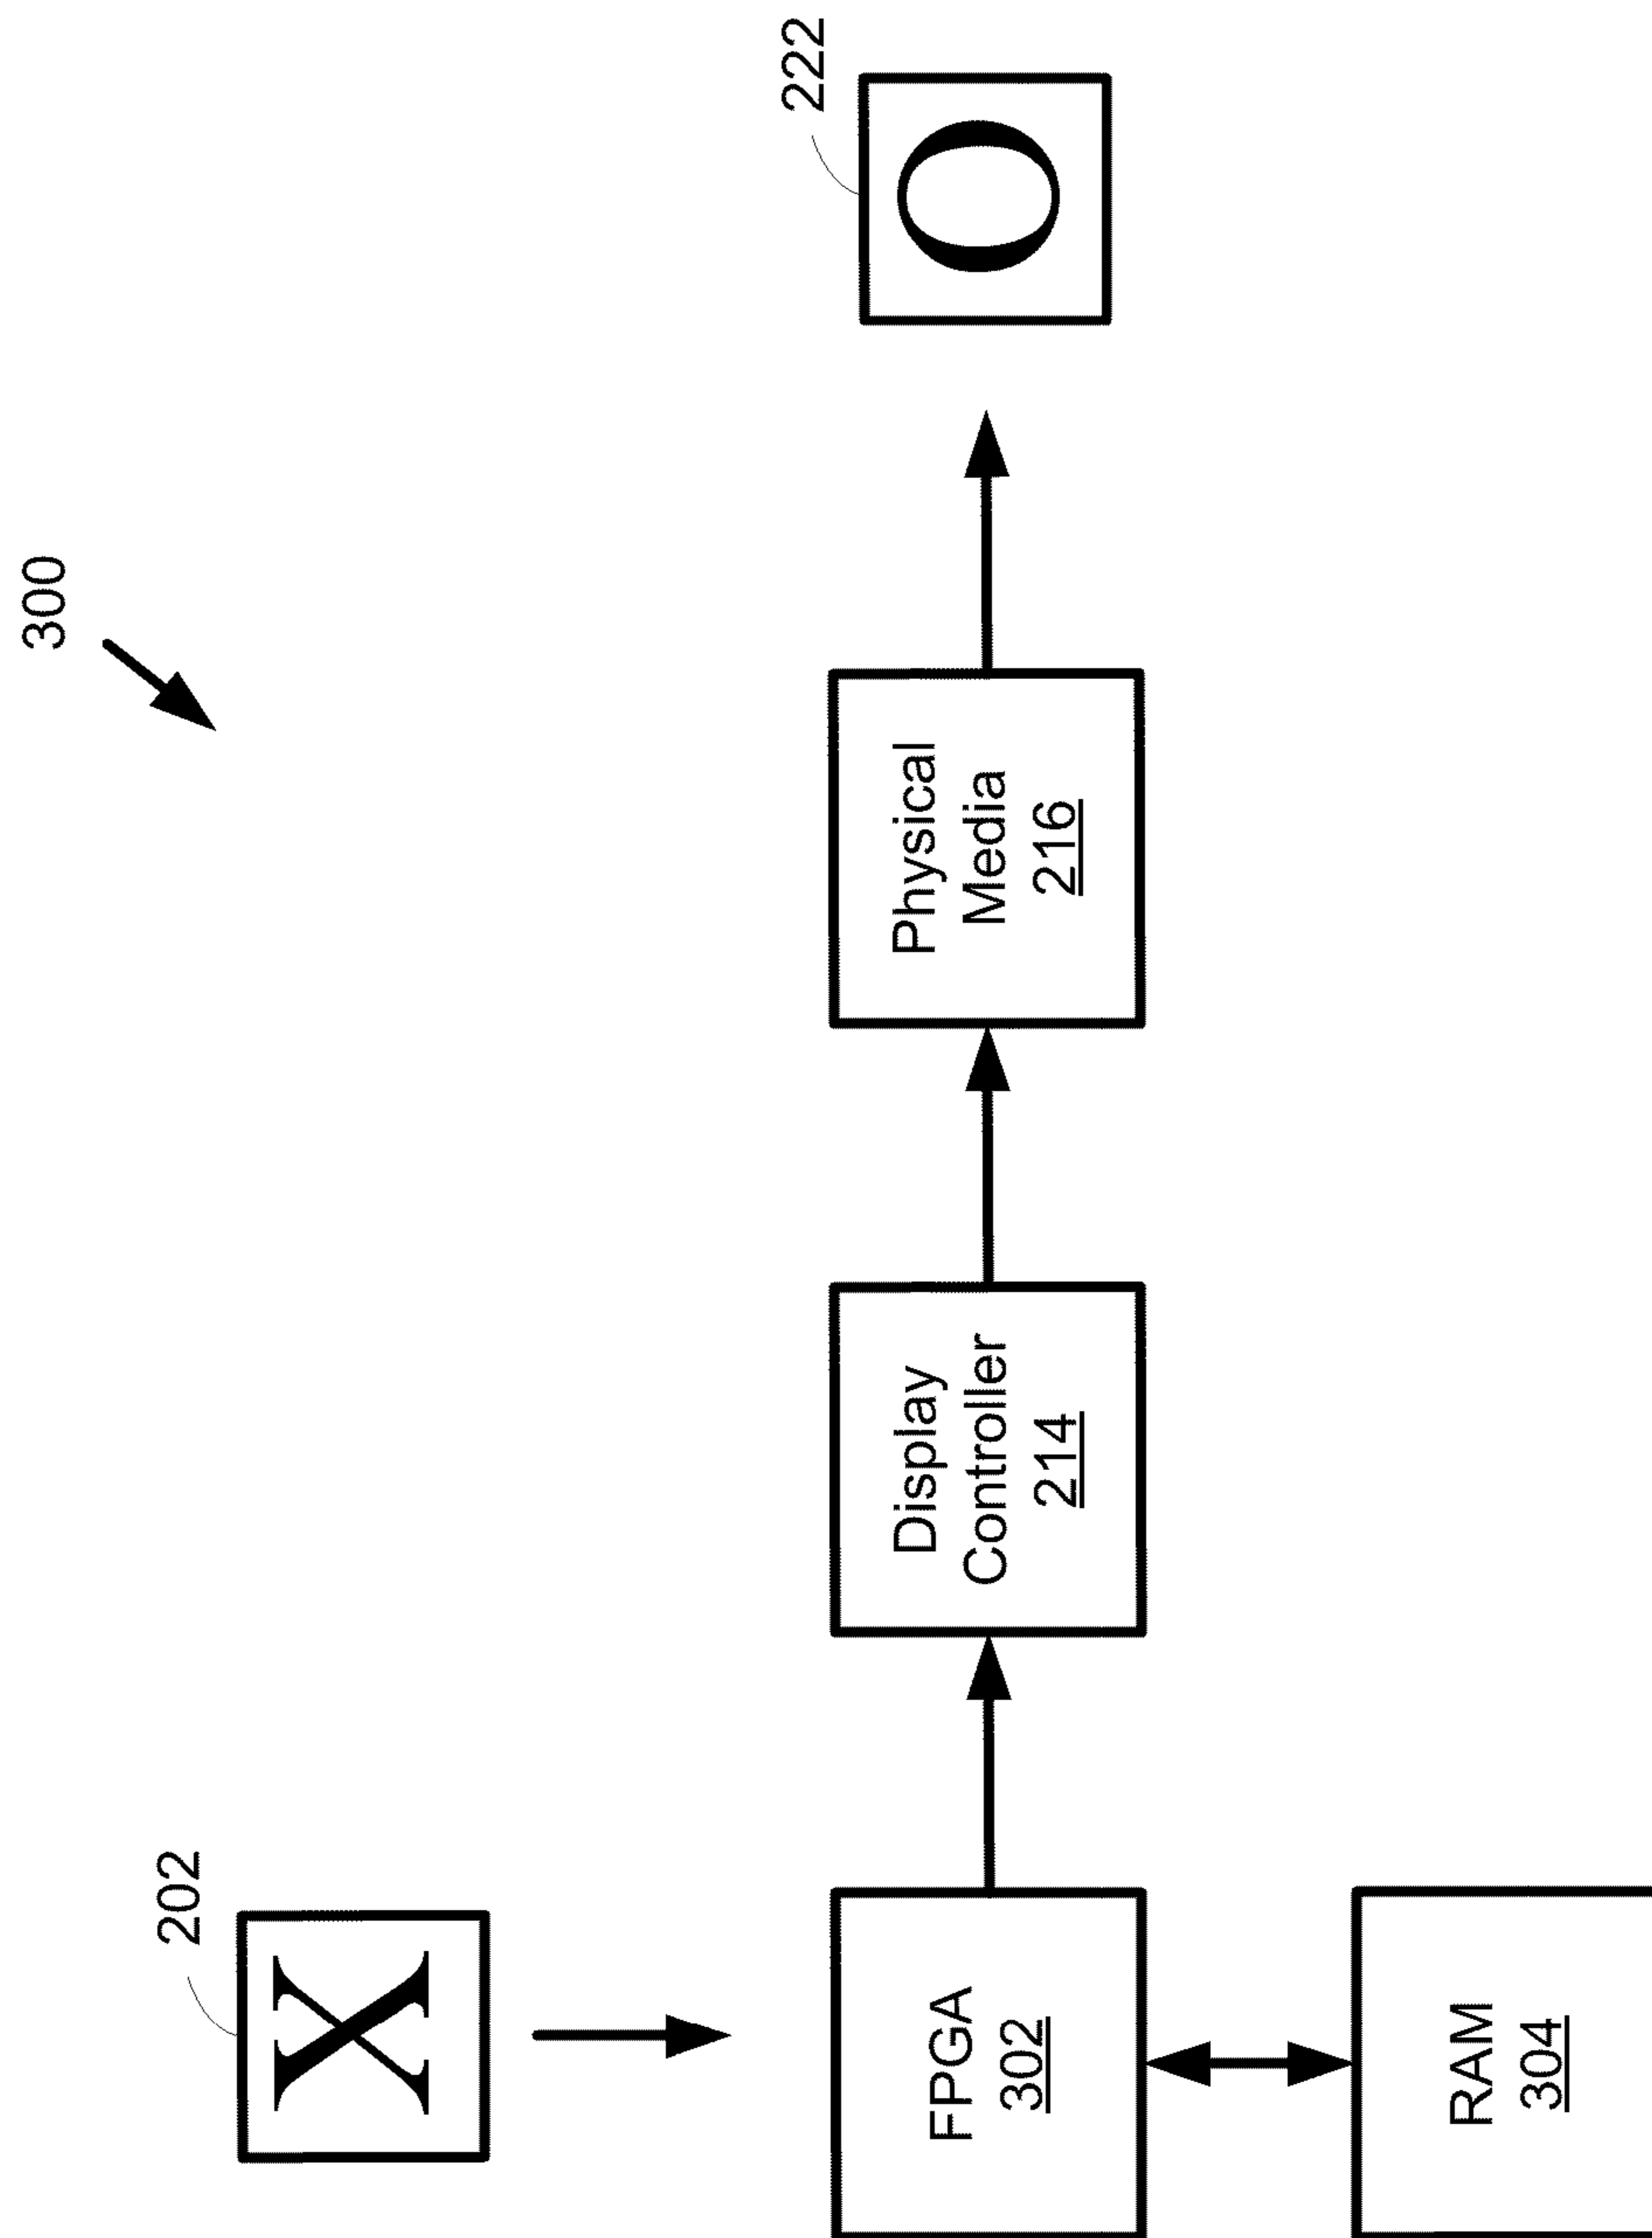 300
202
X
FPGA
302
Display
Controller
214
Physical
Media
216
222
O
RAM
304